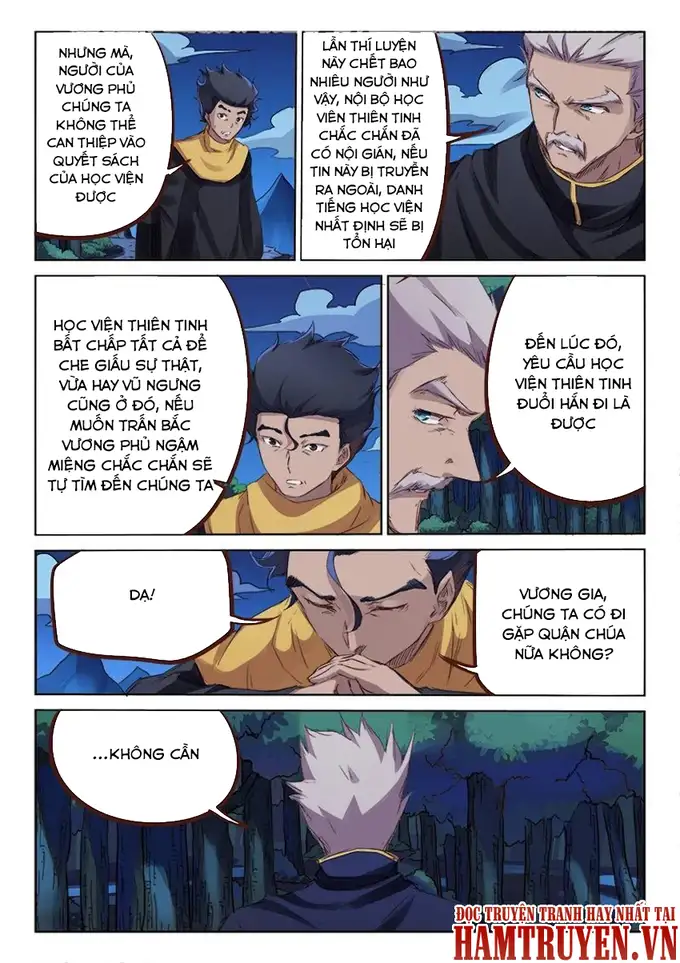 NHƯNG MÀ,
NGƯỜI CỦA
VƯƠNG PHỦ
CHÚNG TA
KHÔNG THỂ
CAN THIỆP VÀO
QUYẾT SÁCH
CỦA HỌC VIỆN
ĐƯỢC
LẦN THÍ LUYỆN
NÀY CHẾT BAO
NHIÊU NGƯỜI NHƯ
VẬY, NỘI BỘ HỌC
VIÊN THIÊN TINH
CHẮC CHẮN ĐÃ
CÓ NỘI GIÁN, NẾU
TIN NÀY BỊ TRUYỀN
RA NGOÀI, DANH
TIẾNG HỌC VIỆN
NHẤT ĐỊNH SẼ BỊ
TỔN HẠI
HỌC VIỆN THIÊN TINH
BẤT CHẤP TẤT CẢ ĐỂ
CHE GIẤU SỰ THẬT,
VỪA HAY VŨ NGƯNG
CŨNG Ở ĐÓ, NẾU
MUỐN TRẤN BẮC
VƯƠNG PHỦ NGẬM
MIỆNG CHẮC CHẮN SẼ
TỰ TÌM ĐẾN CHÚNG TA
ĐẾN LÚC ĐÓ,
YÊU CẦU HỌC
VIỆN THIÊN TINH
ĐUỔI HẮN ĐI LÀ
ĐƯỢC
DẠ!
VƯƠNG GIA,
CHÚNG TA CÓ ĐI
GẶP QUẬN CHÚA
NỮA KHÔNG?
...KHÔNG CẦN
ĐỌC TRUYỆN TRANH HAY NHẤT TẠI
HAMTRUYEN.VN